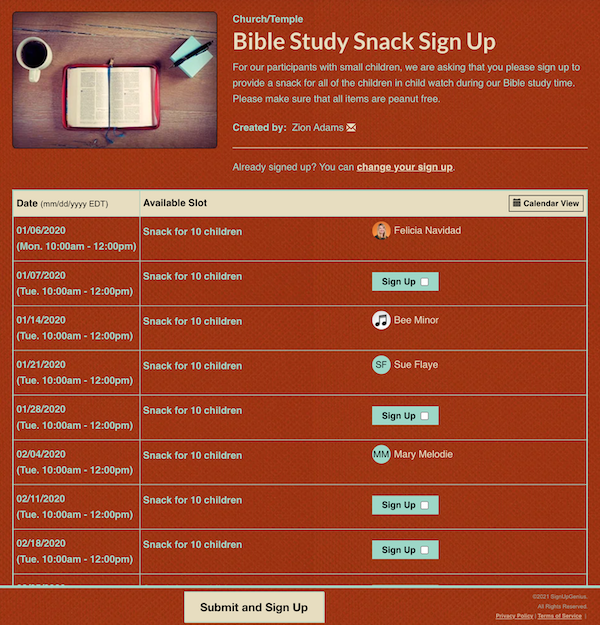 Church/Temple
Bible Study Snack Sign Up
For our participants with small children, we are asking that you please sign up to
provide a snack for all of the children in child watch during our Bible study time.
Please make sure that all items are peanut free.
Created by: Zion Adams
Already signed up? You can change your sign up.
Date (mm/dd/yyyy EDT) Available Slot Calendar View
01/06/2020
(Mon. 10:00am - 12:00pm)
Snack for 10 children
Felicia Navidad
01/07/2020
(Tue. 10:00am - 12:00pm)
Snack for 10 children
Sign Up
01/14/2020
(Tue. 10:00am - 12:00pm)
Snack for 10 children
Bee Minor
01/21/2020
(Tue. 10:00am - 12:00pm)
Snack for 10 children
SF Sue Flaye
01/28/2020
(Tue. 10:00am - 12:00pm)
Snack for 10 children
Sign Up
02/04/2020
(Tue. 10:00am - 12:00pm)
Snack for 10 children
MM Mary Melodie
02/11/2020
(Tue. 10:00am - 12:00pm)
Snack for 10 children
Sign Up
02/18/2020
(Tue. 10:00am - 12:00pm)
Snack for 10 children
Sign Up
Submit and Sign Up
©2021 SignUpGenius.
All Rights Reserved.
Privacy Policy | Terms of Service |